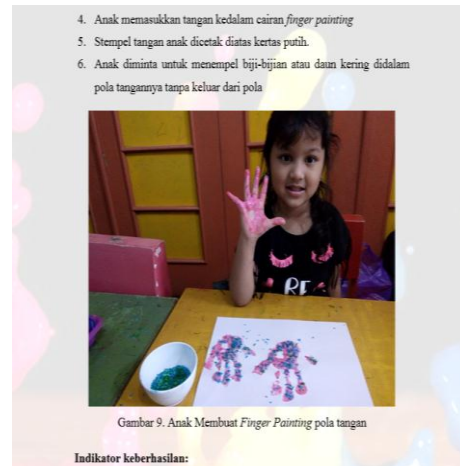 4. Anak memasukkan tangan kedalam cairan finger painting
5. Stempel tangan anak dicetak diatas kertas putih.
6. Anak diminta untuk menempel biji-bijian atau daun kering didalam
pola tangannya tanpa keluar dari pola
Gambar 9. Anak Membuat Finger Painting pola tangan
Indikator keberhasilan: